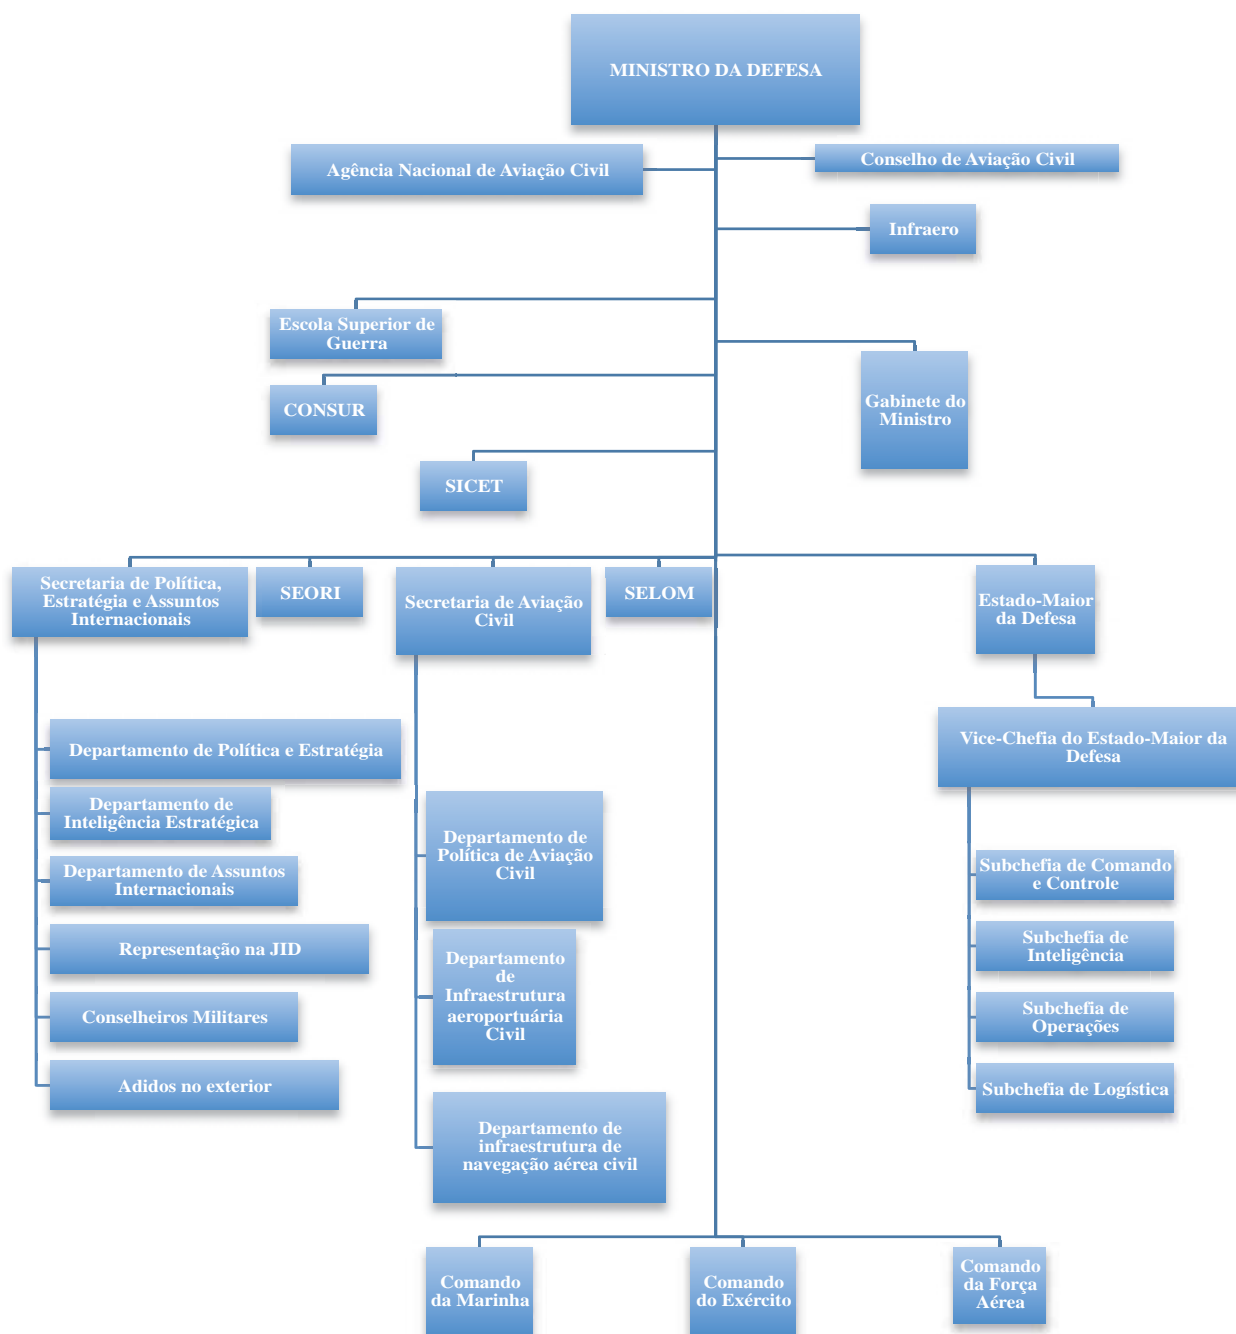 MINISTRO DA DEFESA
Agência Nacional de Aviação Civil
Conselho de Aviação Civil
Infraero
Escola Superior de
Guerra
Gabinete do
Ministro
CONSUR
SICET
Secretaria de Política,
Estratégia e Assuntos
Internacionais
SEORI
Secretaria de Aviação
Civil
SELOM
Estado-Maior
da Defesa
Departamento de Política e Estratégia
Departamento de
Inteligência Estratégica
Departamento de Assuntos
Internacionais
Representação na JID
Conselheiros Militares
Adidos no exterior
Departamento de
Política de Aviação
Civil
Departamento
de
Infraestrutura
aeroportuária
Civil
Departamento de
infraestrutura de
navegação aérea civil
Vice-Chefia do Estado-Maior da
Defesa
Subchefia de Comando
e Controle
Subchefia de
Inteligência
Subchefia de
Operações
Subchefia de Logística
Comando
da Marinha
Comando
do Exército
Comando
da Força
Aérea